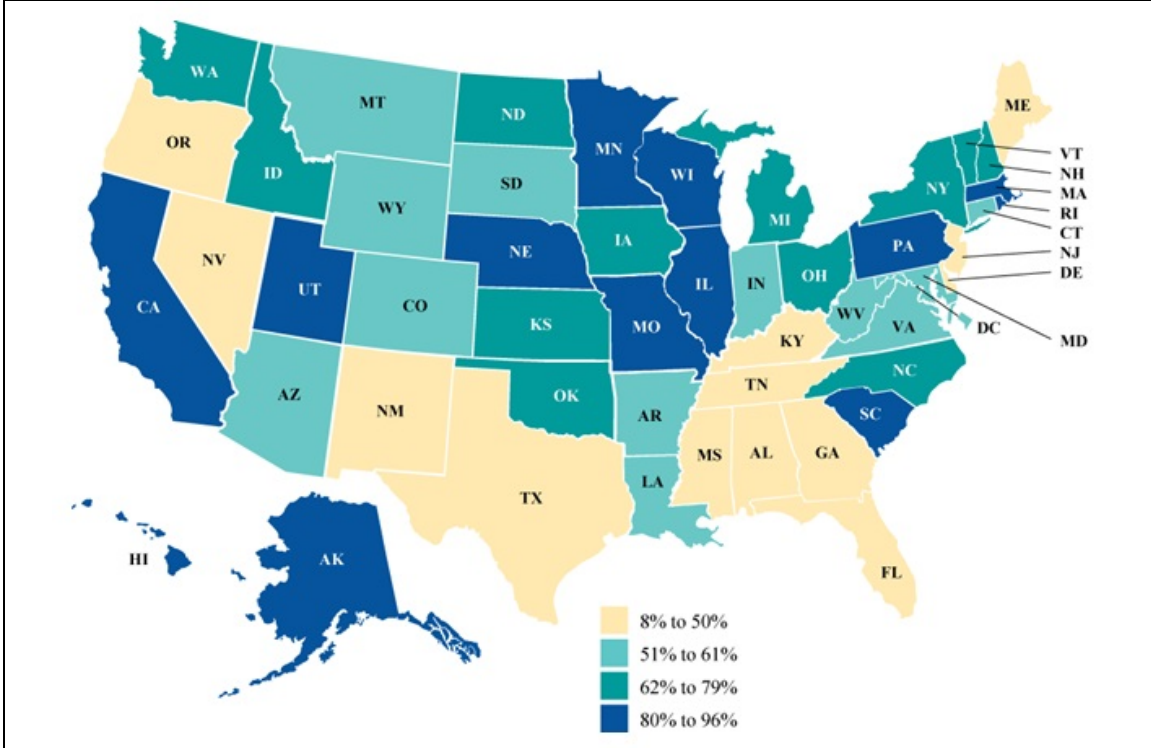 WA
MT
ND
ME
OR
ID
MN
VT
SD
WI
NH
WY
NY
MA
MI
RI
IA
CT
NV
NE
PA
NJ
OH
DE
UT
IL
IN
CA
CO
WV
MO
VA
KS
DC
KY
MD
NC
AZ
OK
TN
NM
AR
SC
MS
AL
GA
LA
TX
HI
AK
FL
8% to 50%
51% to 61%
62% to 79%
80% to 96%